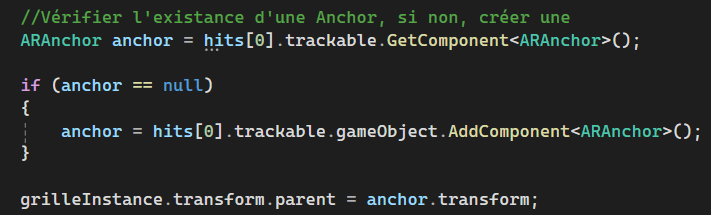 //Vérifier l'existance d'une Anchor, si non, créer une
ARAnchor anchor = hits[0].trackable.GetComponent<ARAnchor>();
if (anchor == null)
{
anchor = hits[0].trackable.gameObject.AddComponent<ARAnchor>();
}
grilleInstance.transform.parent = anchor.transform;